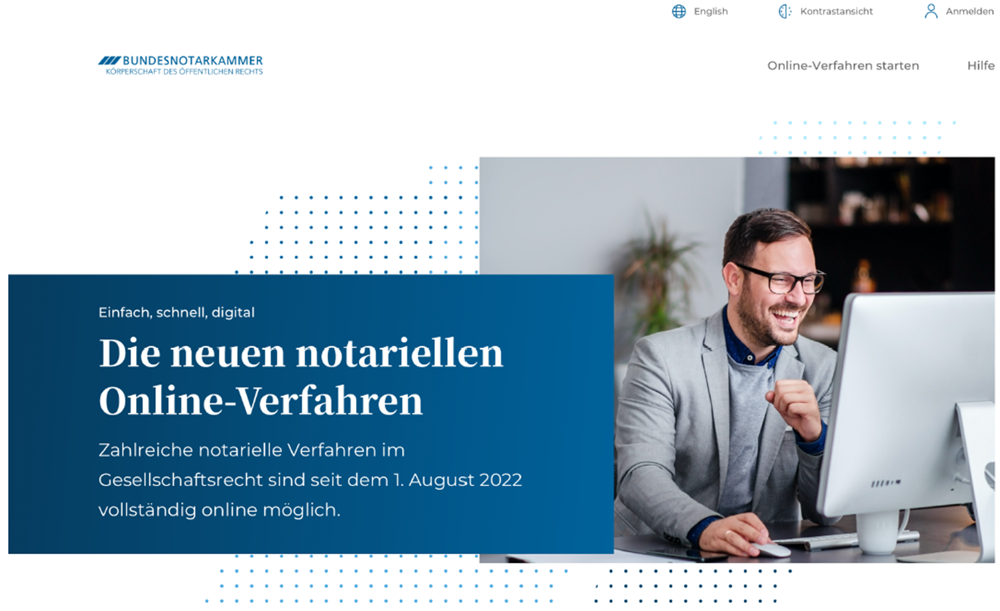 English
Kontrastansicht
Anmelden
BUNDESNOTARKAMMER
KÖRPERSCHAFT DES ÖFFENTLICHEN RECHTS
Online-Verfahren starten
Hilfe
Einfach, schnell, digital
Die neuen notariellen
Online-Verfahren
Zahlreiche notarielle Verfahren im
Gesellschaftsrecht sind seit dem 1. August 2022
vollständig online möglich.